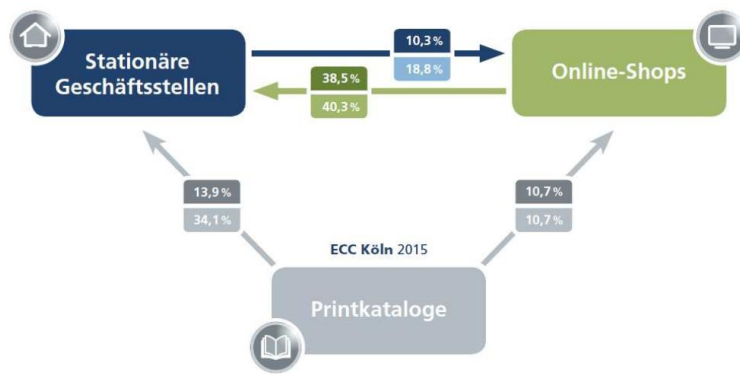 Stationäre
Geschäftsstellen
10,3 %
18,8 %
38,5 %
40,3 %
Online-Shops
13,9 %
34,1 %
10,7 %
10,7 %
ECC Köln 2015
Printkataloge